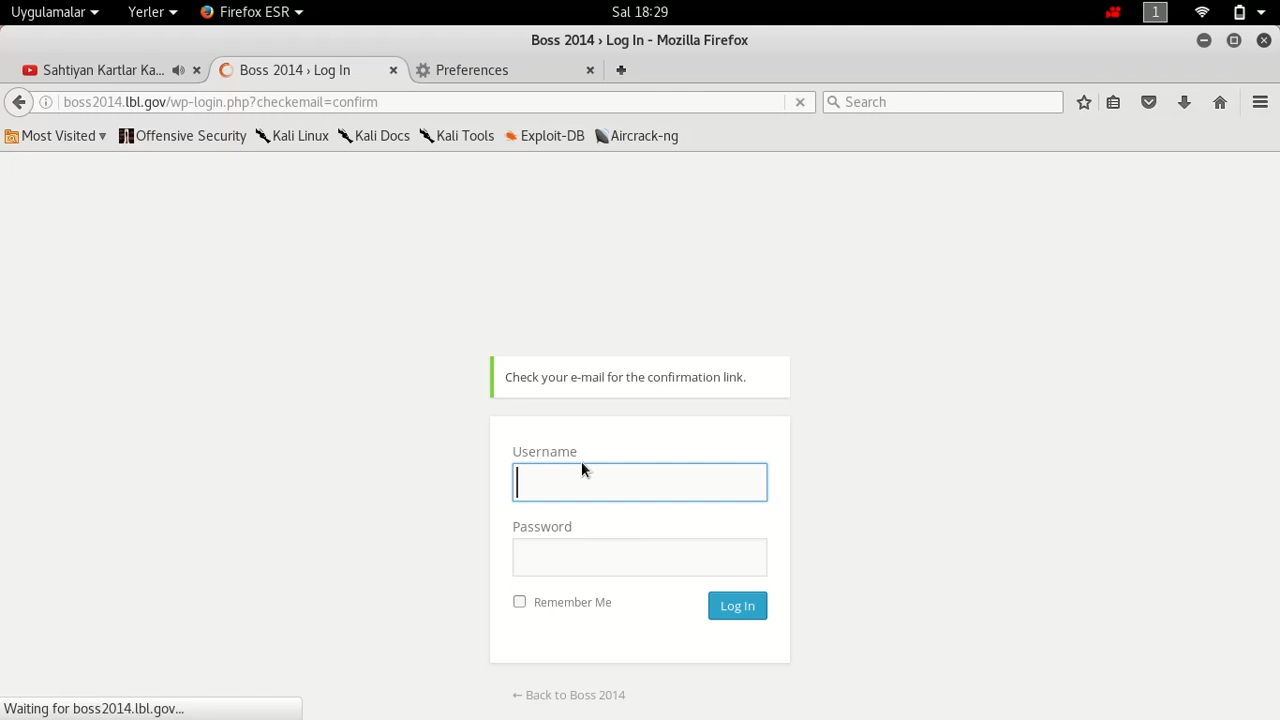 Uygulamalar Yerler Firefox ESR Sal 18:29 1
Boss 2014 › Log In - Mozilla Firefox
Sahtiyan Kartlar Ka... Boss 2014 › Log In Preferences
boss2014.lbl.gov/wp-login.php?checkemail=confirm Search
Most Visited Offensive Security Kali Linux Kali Docs Kali Tools Exploit-DB Aircrack-ng
Check your e-mail for the confirmation link.
Username
Password
Remember Me Log In
← Back to Boss 2014
Waiting for boss2014.lbl.gov...